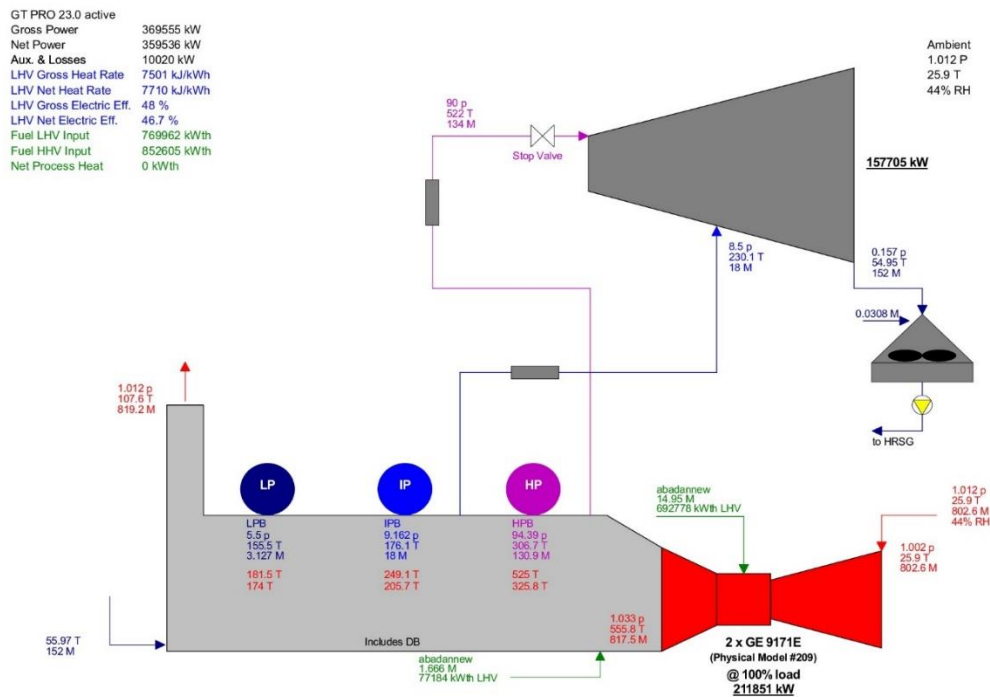 GT PRO 23.0 active
Gross Power 369555 kW
Net Power 359536 kW
Aux. & Losses 10020 kW
LHV Gross Heat Rate 7501 kJ/kWh
LHV Net Heat Rate 7710 kJ/kWh
LHV Gross Electric Eff. 48 %
LHV Net Electric Eff. 46.7 %
Fuel LHV Input 769962 kWth
Fuel HHV Input 852605 kWth
Net Process Heat 0 kWth
Ambient
1.012 P
25.9 T
44% RH
90 p
522 T
134 M
Stop Valve
157705 kW
8.5 p
230.1 T
18 M
0.157 p
54.95 T
152 M
0.0308 M
to HRSG
1.012 p
107.6 T
819.2 M
LP
IP
HP
LPB
5.5 p
155.5 T
3.127 M
181.5 T
174 T
IPB
9.162 p
176.1 T
18 M
249.1 T
205.7 T
HPB
94.39 p
306.7 T
130.9 M
525 T
325.8 T
abadannew
14.95 M
692778 kWth LHV
1.012 p
25.9 T
802.6 M
44% RH
1.002 p
25.9 T
802.6 M
1.033 p
555.8 T
817.5 M
55.97 T
152 M
Includes DB
abadannew
1.666 M
77184 kWth LHV
2 x GE 9171E
(Physical Model #209)
@ 100% load
211851 kW